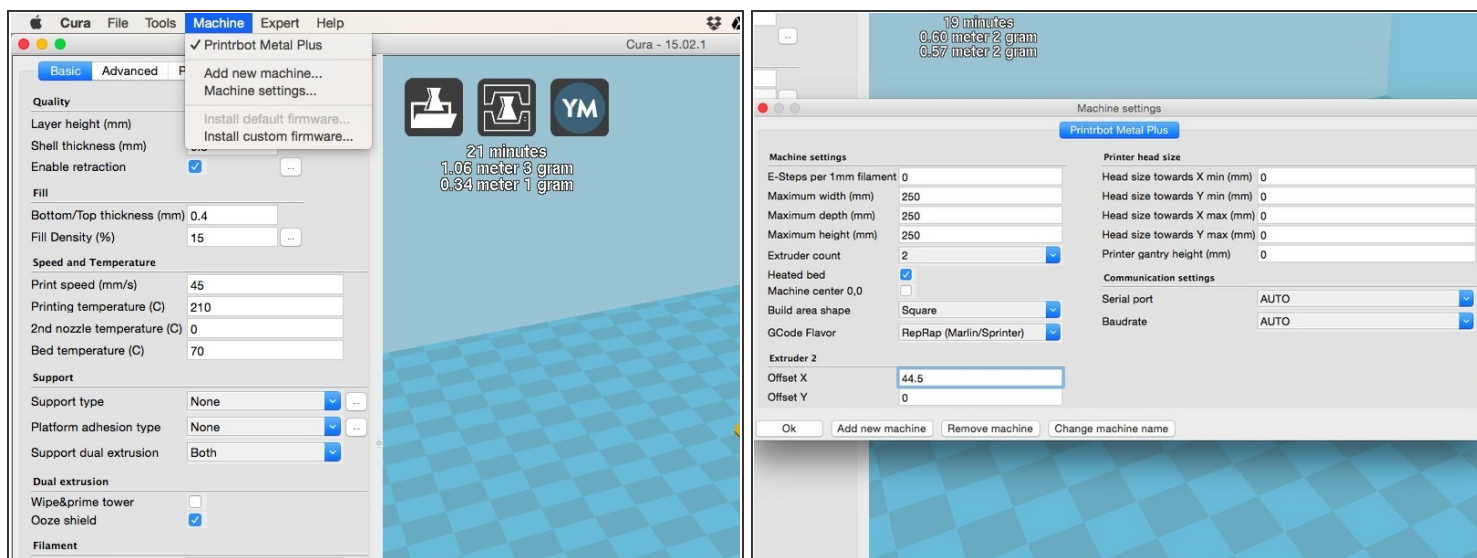 Cura File Tools Machine Expert Help
Cura - 15.02.1
✓ Printrbot Metal Plus
Add new machine...
Machine settings...
Install default firmware...
Install custom firmware...
Basic Advanced P
Quality
Layer height (mm)
Shell thickness (mm)
Enable retraction ...
Fill
Bottom/Top thickness (mm) 0.4
Fill Density (%) 15 ...
Speed and Temperature
Print speed (mm/s) 45
Printing temperature (C) 210
2nd nozzle temperature (C) 0
Bed temperature (C) 70
Support
Support type None ...
Platform adhesion type None ...
Support dual extrusion Both
Dual extrusion
Wipe&prime tower
Ooze shield
Filament
YM
21 minutes
1.06 meter 3 gram
0.34 meter 1 gram
...
19 minutes
0.60 meter 2 gram
0.57 meter 2 gram
Machine settings
Printrbot Metal Plus
Machine settings
E-Steps per 1mm filament 0
Maximum width (mm) 250
Maximum depth (mm) 250
Maximum height (mm) 250
Extruder count 2
Heated bed
Machine center 0,0
Build area shape Square
GCode Flavor RepRap (Marlin/Sprinter)
Extruder 2
Offset X 44.5
Offset Y 0
Printer head size
Head size towards X min (mm) 0
Head size towards Y min (mm) 0
Head size towards X max (mm) 0
Head size towards Y max (mm) 0
Printer gantry height (mm) 0
Communication settings
Serial port AUTO
Baudrate AUTO
Ok Add new machine Remove machine Change machine name